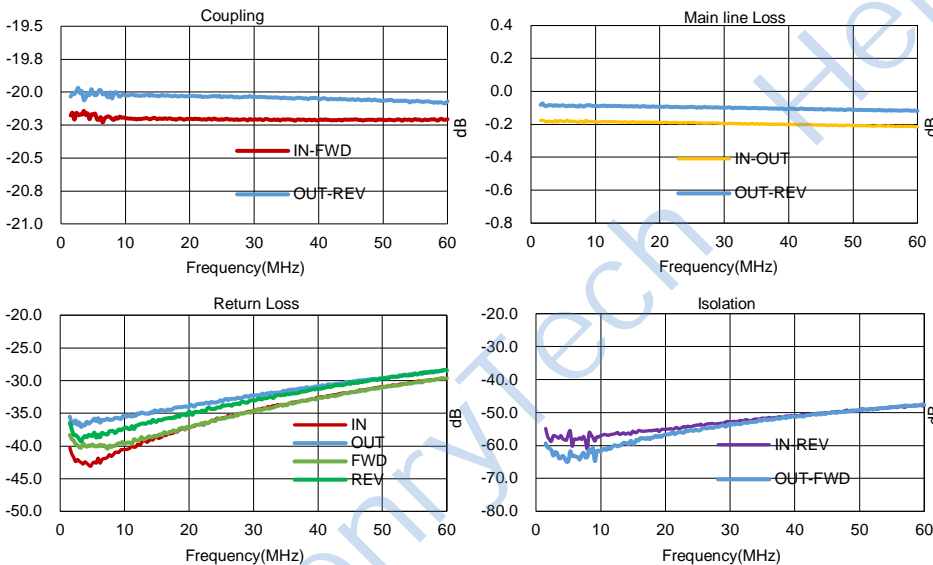 Coupling
-19.5
-19.8
-20.0
-20.3
-20.5
-20.8
-21.0
dB
IN-FWD
OUT-REV
0 10 20 30 40 50 60
Frequency(MHz)
Main line Loss
0.4
0.2
0.0
-0.2
-0.4
-0.6
-0.8
dB
IN-OUT
OUT-REV
0 10 20 30 40 50 60
Frequency(MHz)
Return Loss
-20.0
-25.0
-30.0
-35.0
-40.0
-45.0
-50.0
dB
IN
OUT
FWD
REV
0 10 20 30 40 50 60
Frequency(MHz)
Isolation
-20.0
-30.0
-40.0
-50.0
-60.0
-70.0
-80.0
dB
IN-REV
OUT-FWD
0 10 20 30 40 50 60
Frequency(MHz)
enryTech Hen